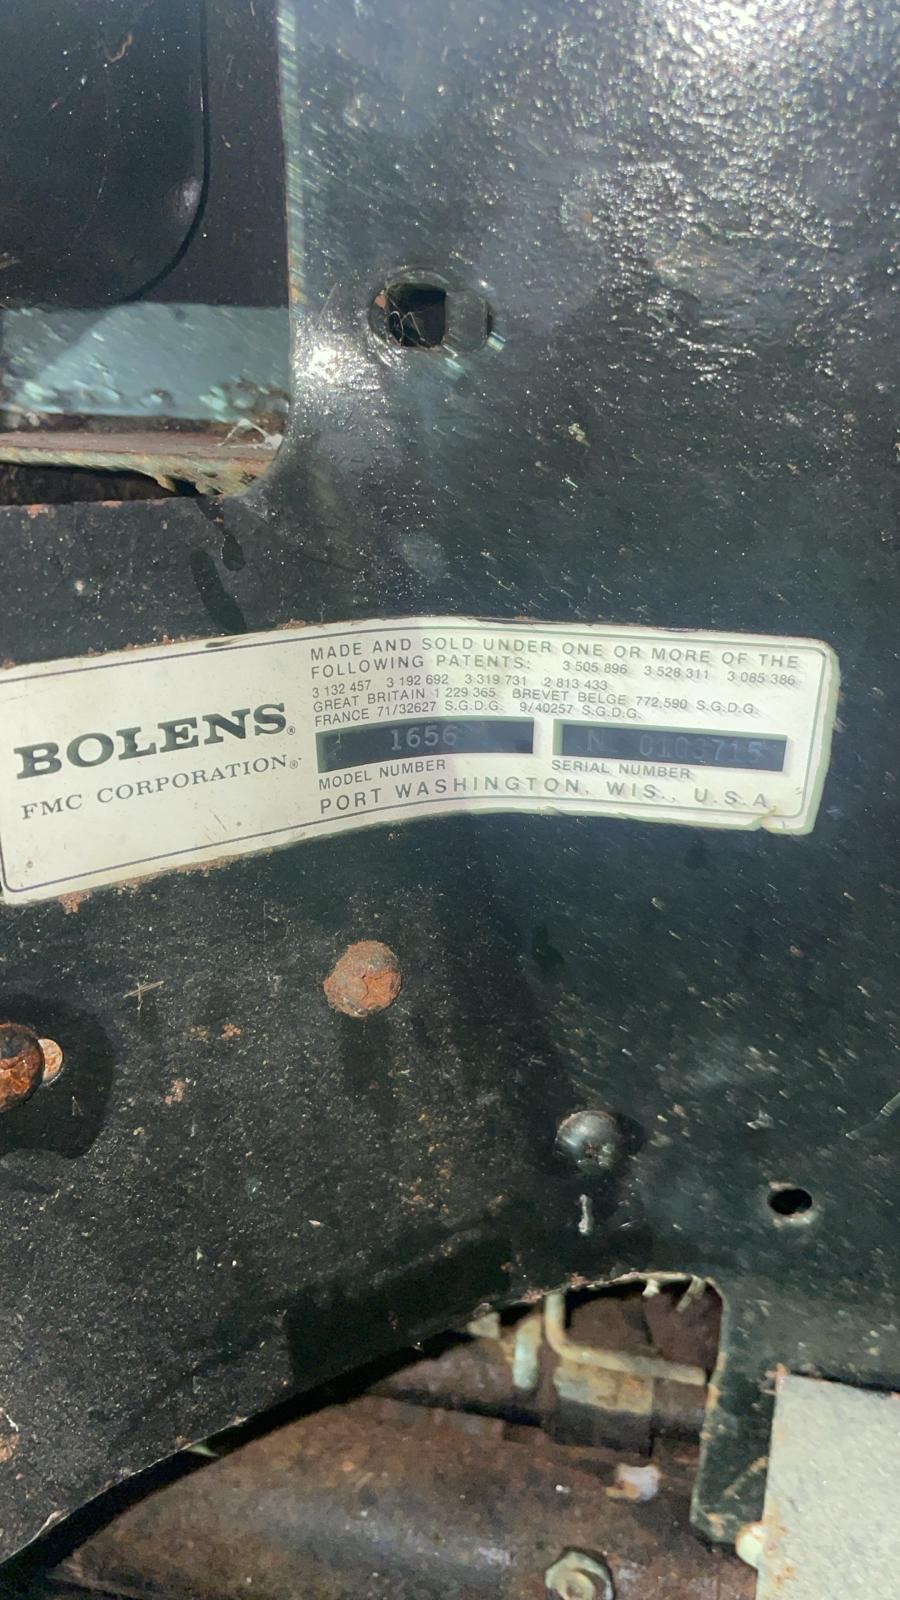 BOLENS®
FMC CORPORATION®
MADE AND SOLD UNDER ONE OR MORE OF THE
FOLLOWING PATENTS: 3 505 896 3 528 311 3 085 386
3 132 457 3 192 692 3 319 731 2 813 433
GREAT BRITAIN 1 229 365 BREVET BELGE 772,590 S.G.D.G.
FRANCE 71/32627 S.G.D.G. 9/40257 S.G.D.G.
1656 N 0103715
MODEL NUMBER SERIAL NUMBER
PORT WASHINGTON, WIS., U.S.A.